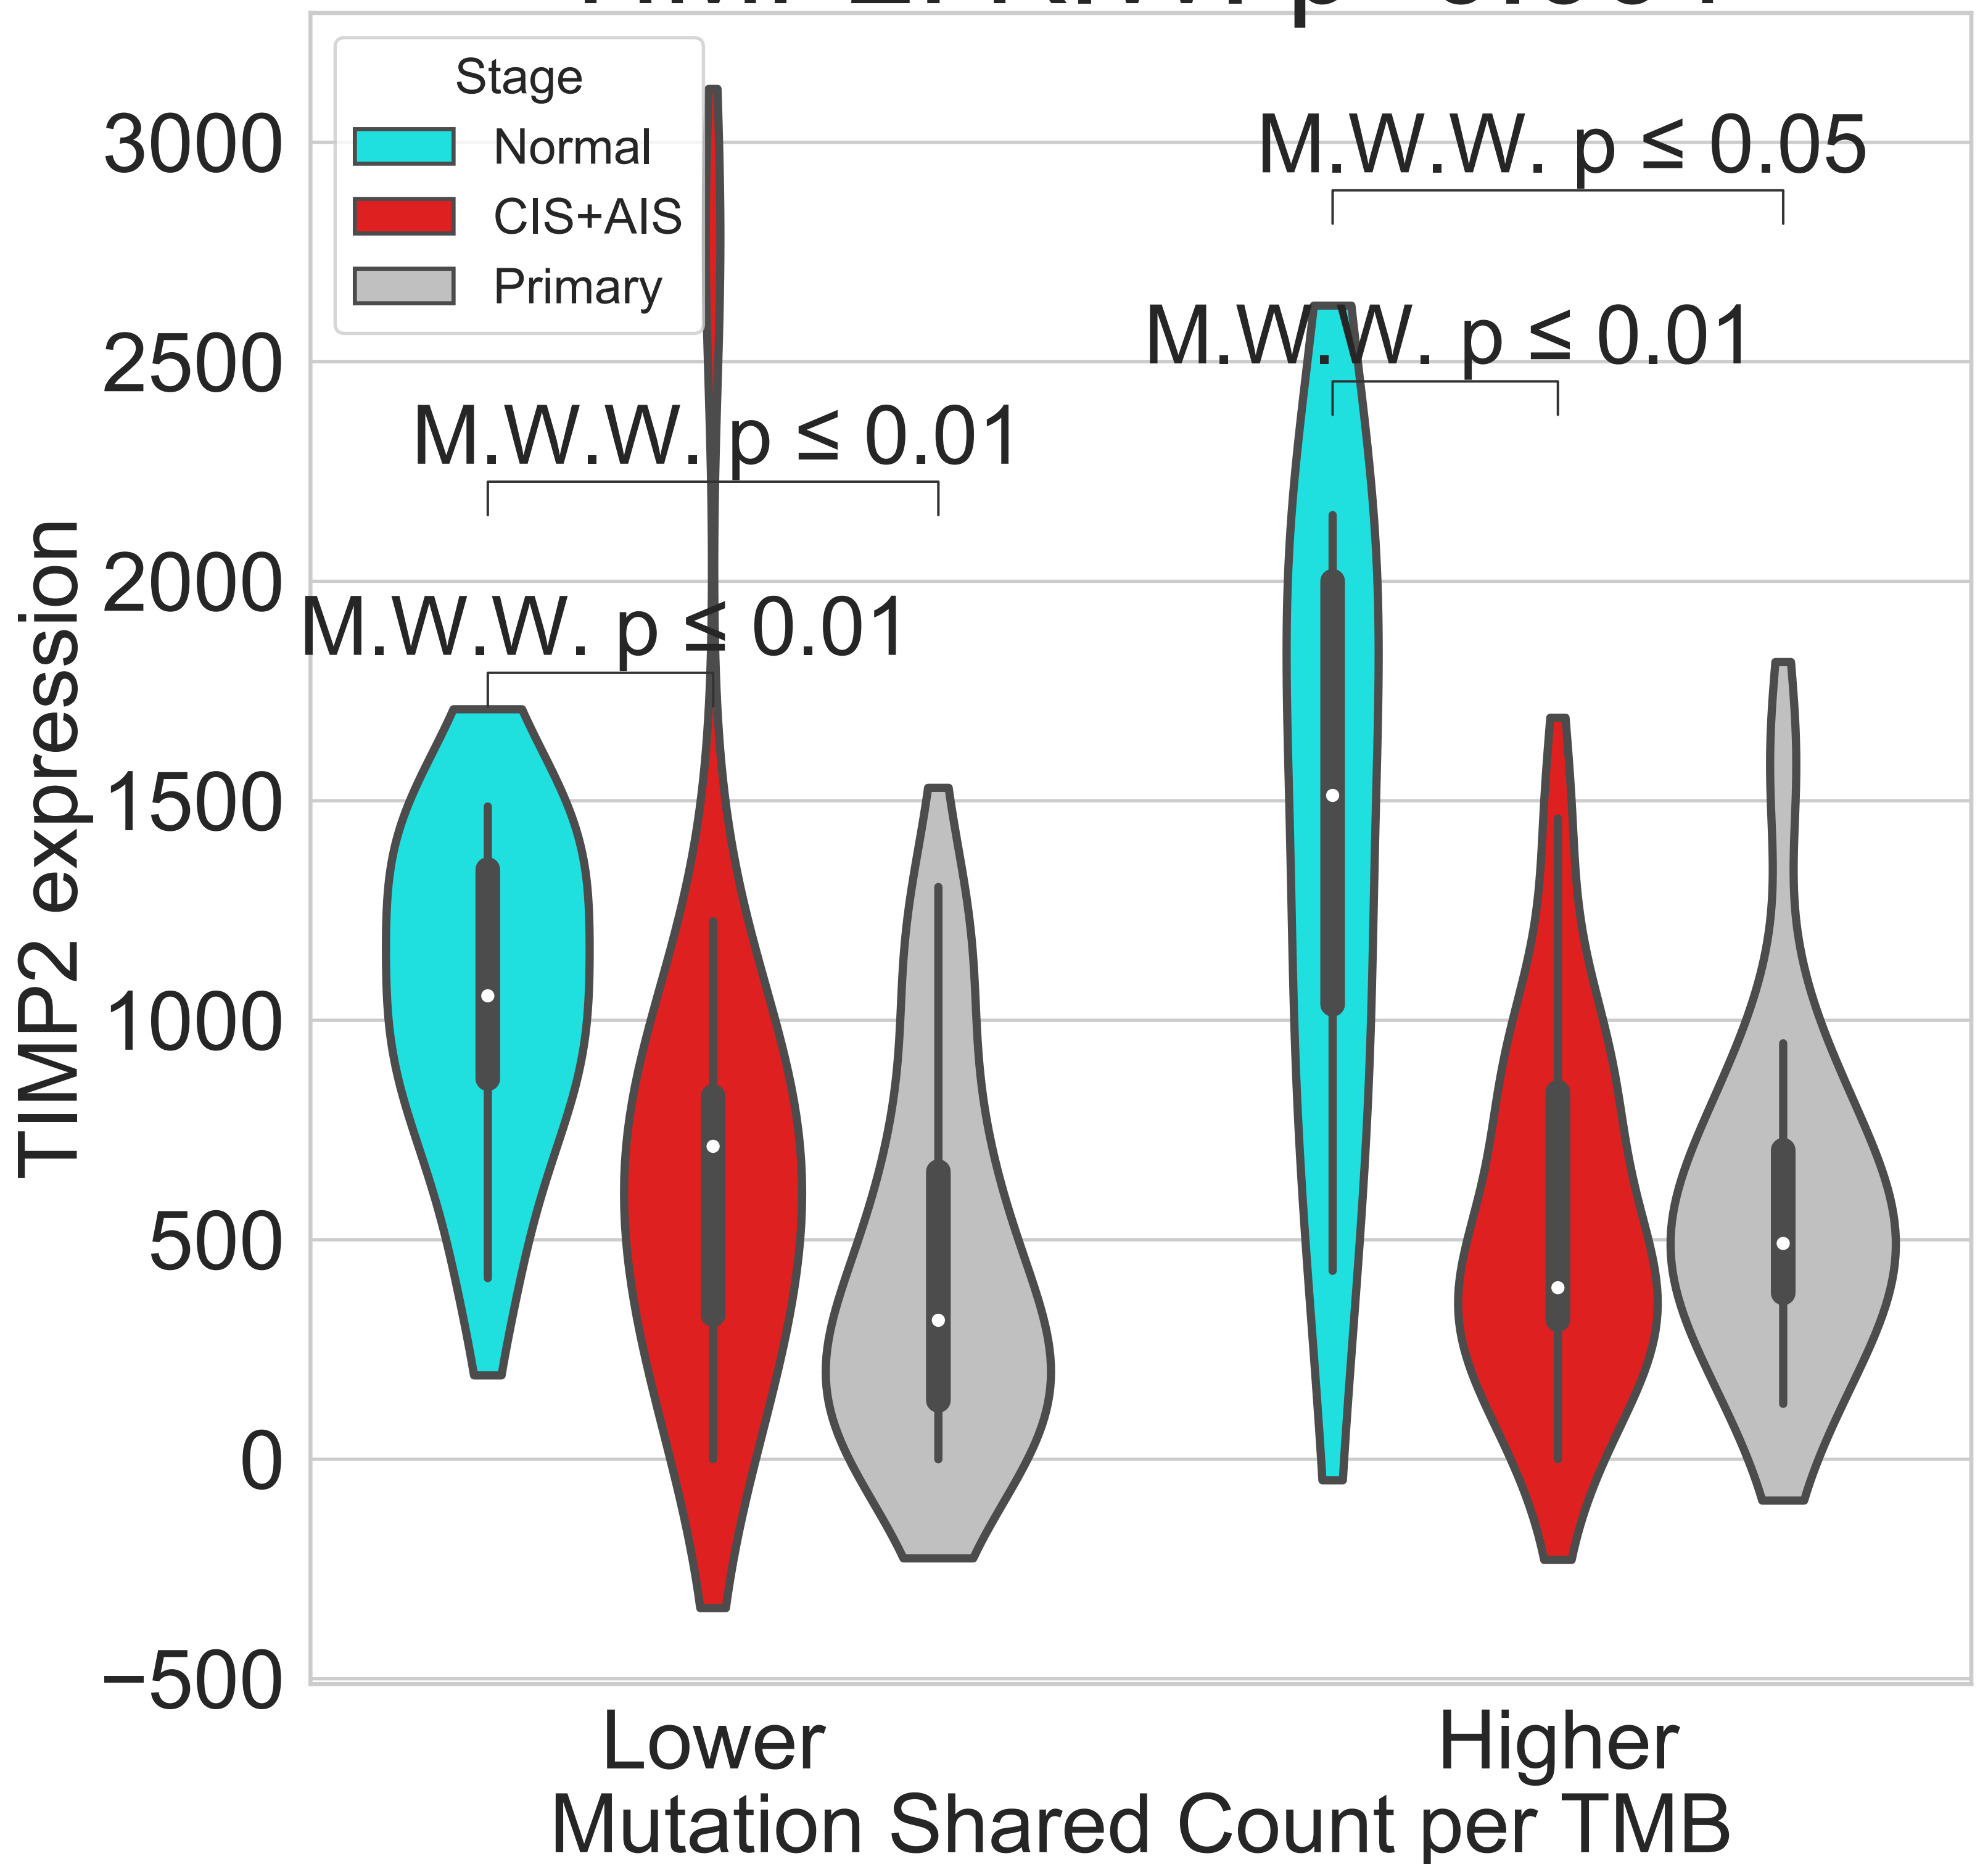 Stage
Normal
CIS+AIS
Primary
M.W.W. p ≤ 0.05
M.W.W. p ≤ 0.01
M.W.W. p ≤ 0.01
M.W.W. p ≤ 0.01
TIMP2 expression
3000
2500
2000
1500
1000
500
0
−500
Lower
Higher
Mutation Shared Count per TMB